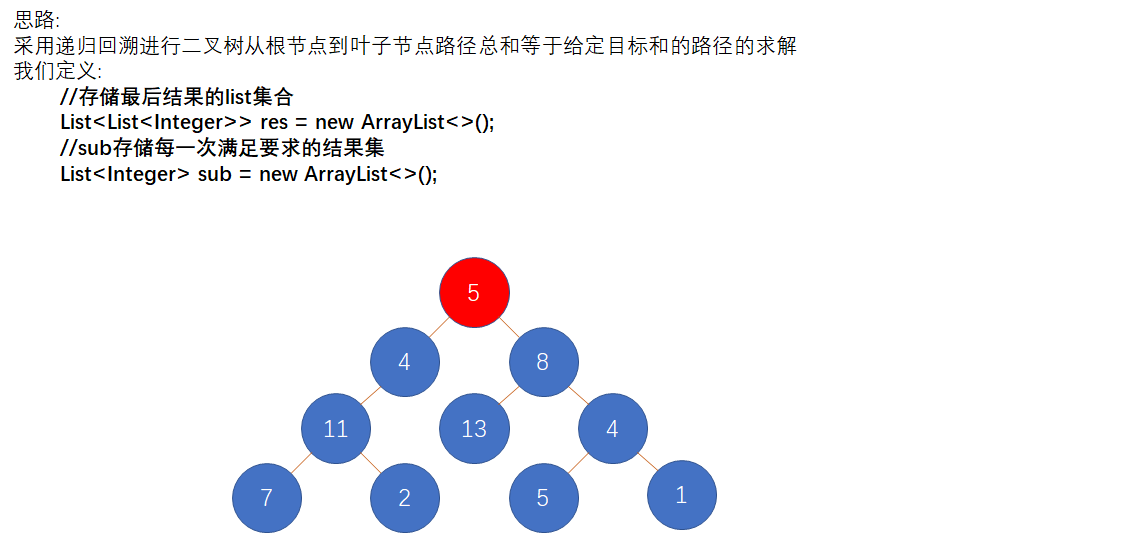 思路:
采用递归回溯进行二叉树从根节点到叶子节点路径总和等于给定目标和的路径的求解
我们定义:
//存储最后结果的list集合
List<List<Integer>> res = new ArrayList<>();
//sub存储每一次满足要求的结果集
List<Integer> sub = new ArrayList<>();
5
4 8
11 13 4
7 2 5 1